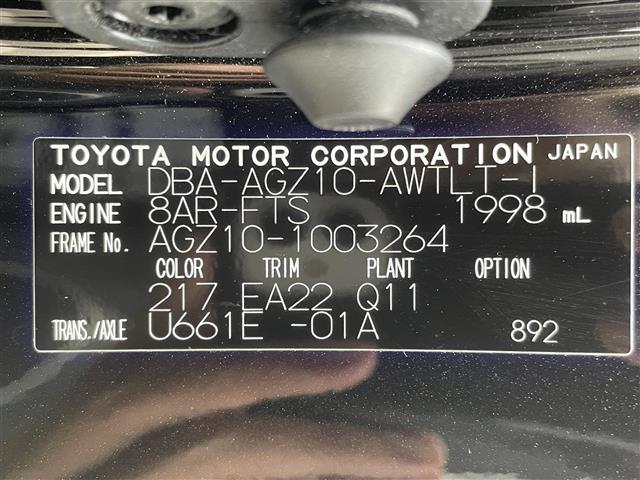 TOYOTA MOTOR CORPORATION JAPAN
MODEL DBA-AGZ10-AWTLT-1
ENGINE 8AR-FTS 1998 mL
FRAME No. AGZ10-1003264
COLOR TRIM PLANT OPTION
217 EA22 Q11
TRANS./AXLE U661E -01A 892